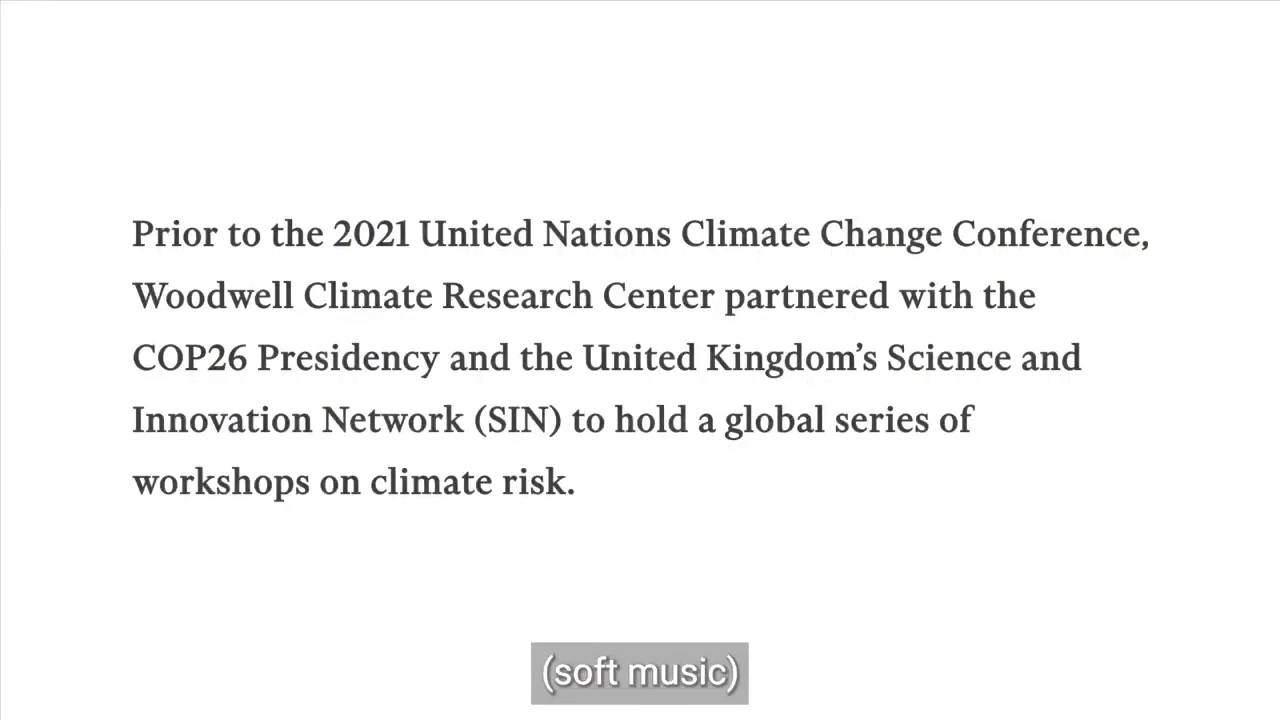 Prior to the 2021 United Nations Climate Change Conference,
Woodwell Climate Research Center partnered with the
COP26 Presidency and the United Kingdom’s Science and
Innovation Network (SIN) to hold a global series of
workshops on climate risk.
(soft music)